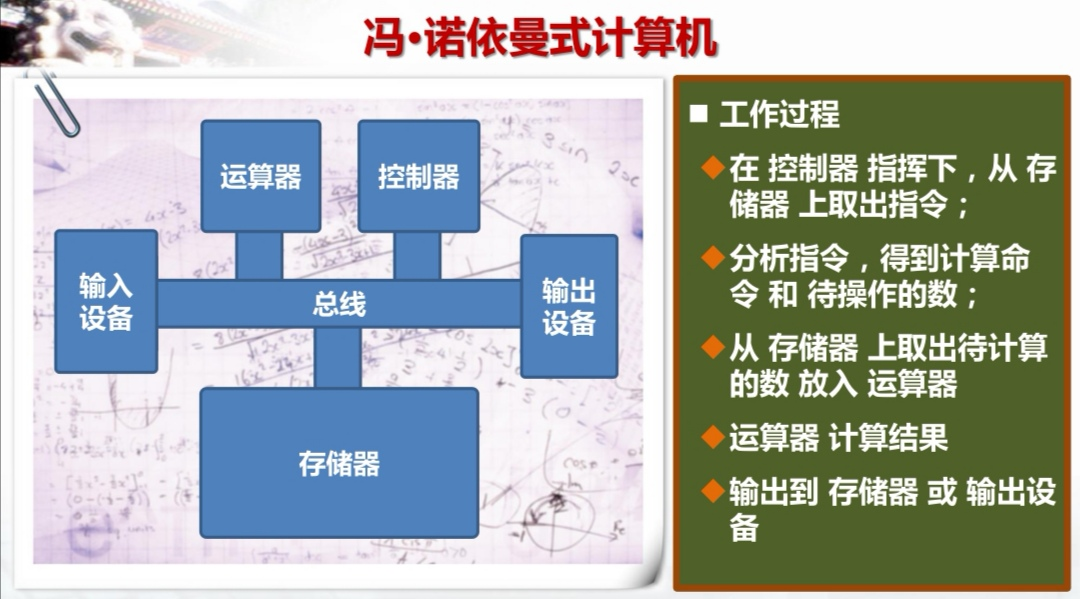 冯·诺依曼式计算机
运算器
控制器
输入
设备
总线
输出
设备
存储器
■ 工作过程
◆在 控制器 指挥下，从 存
储器 上取出指令；
◆分析指令，得到计算命
令 和 待操作的数；
◆从 存储器 上取出待计算
的数 放入 运算器
◆运算器 计算结果
◆输出到 存储器 或 输出设
备